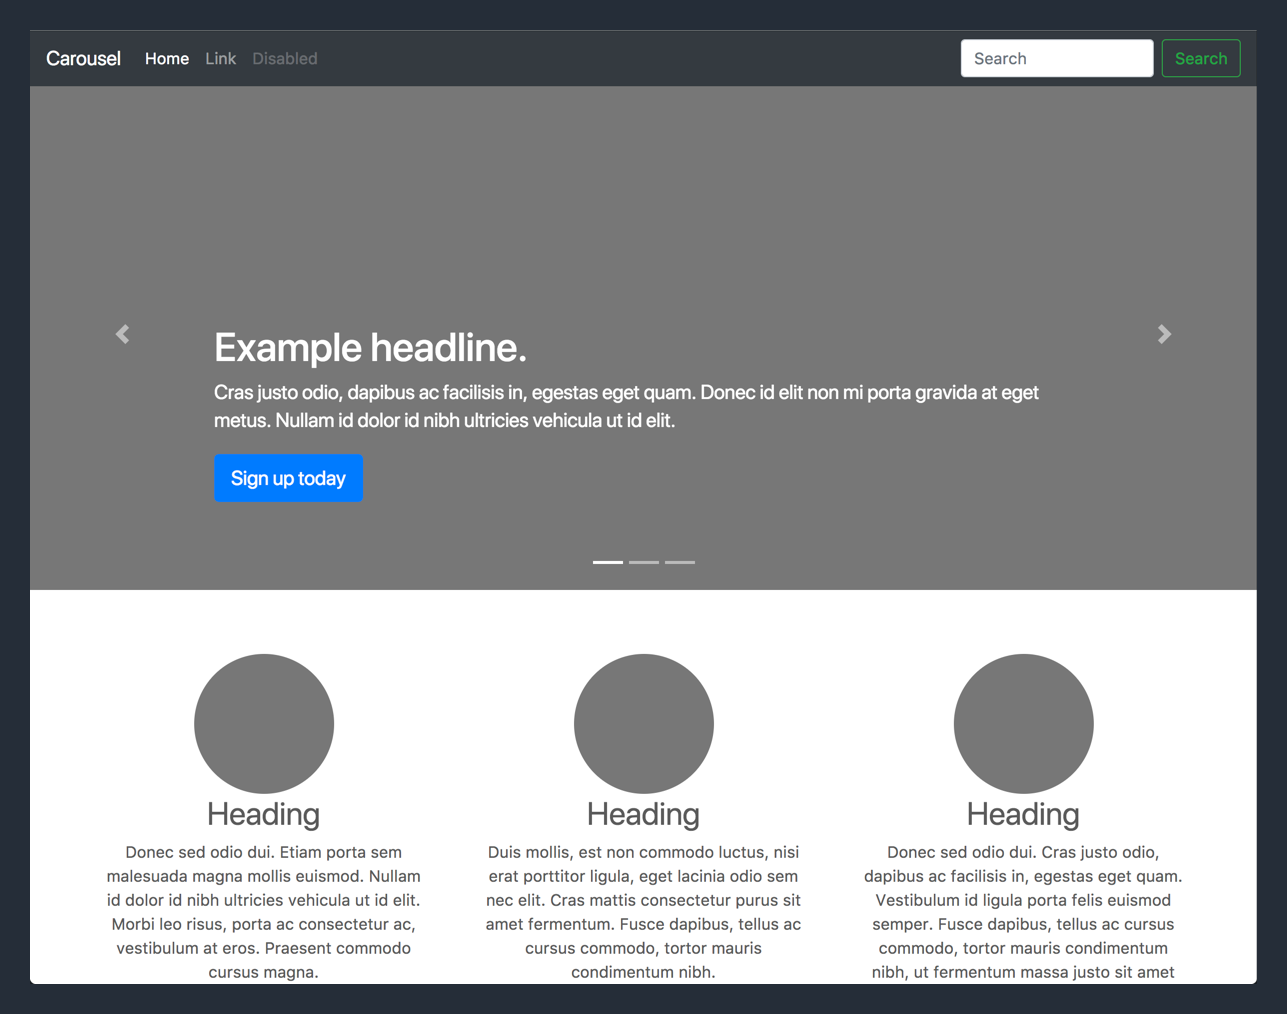 Carousel Home Link Disabled Search Search
Example headline.
Cras justo odio, dapibus ac facilisis in, egestas eget quam. Donec id elit non mi porta gravida at eget
metus. Nullam id dolor id nibh ultricies vehicula ut id elit.
Sign up today
Heading
Donec sed odio dui. Etiam porta sem
malesuada magna mollis euismod. Nullam
id dolor id nibh ultricies vehicula ut id elit.
Morbi leo risus, porta ac consectetur ac,
vestibulum at eros. Praesent commodo
cursus magna.
Heading
Duis mollis, est non commodo luctus, nisi
erat porttitor ligula, eget lacinia odio sem
nec elit. Cras mattis consectetur purus sit
amet fermentum. Fusce dapibus, tellus ac
cursus commodo, tortor mauris
condimentum nibh.
Heading
Donec sed odio dui. Cras justo odio,
dapibus ac facilisis in, egestas eget quam.
Vestibulum id ligula porta felis euismod
semper. Fusce dapibus, tellus ac cursus
commodo, tortor mauris condimentum
nibh, ut fermentum massa justo sit amet